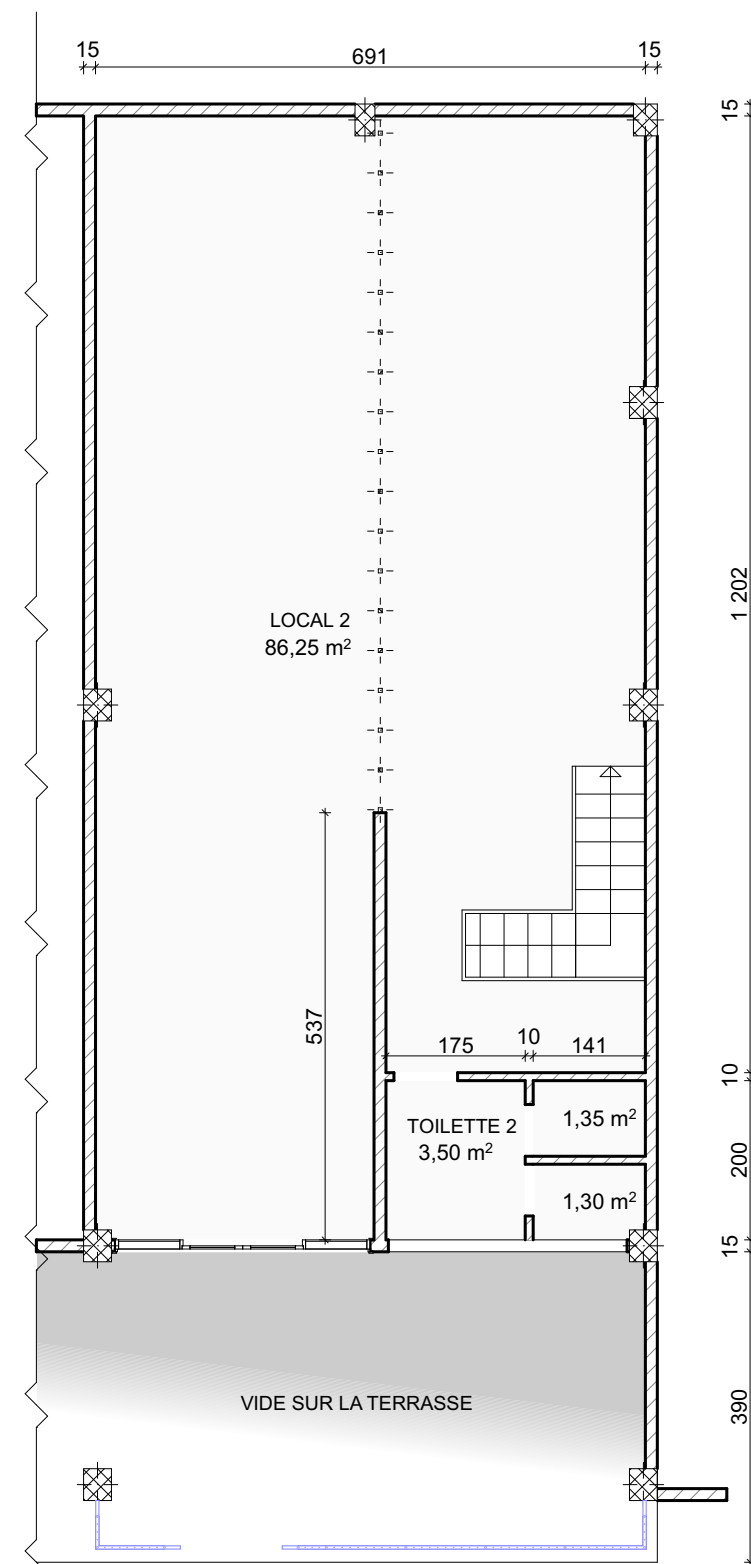 15
691
15
15
1 202
LOCAL 2
86,25 m²
537
175
10
141
10
TOILETTE 2
3,50 m²
1,35 m²
200
1,30 m²
15
390
VIDE SUR LA TERRASSE